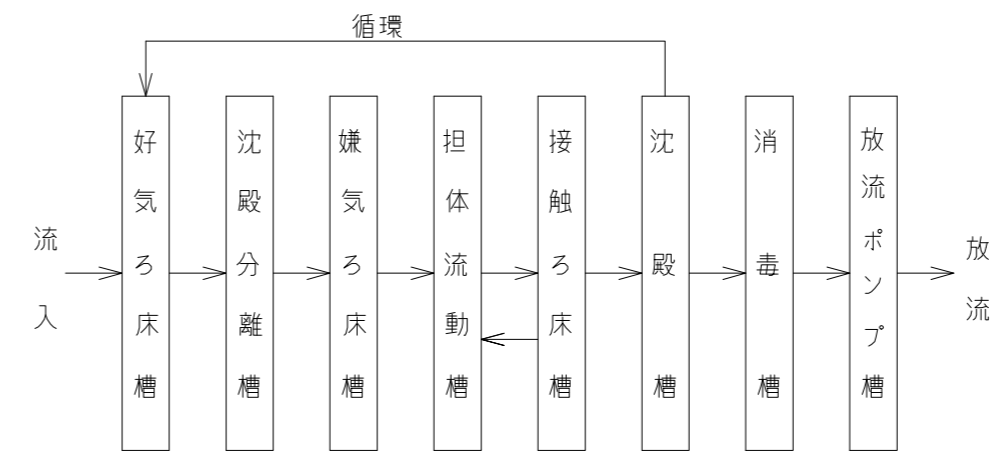 循環
流入
好気ろ床槽
沈殿分離槽
嫌気ろ床槽
担体流動槽
接触ろ床槽
沈殿槽
消毒槽
放流ポンプ槽
放流